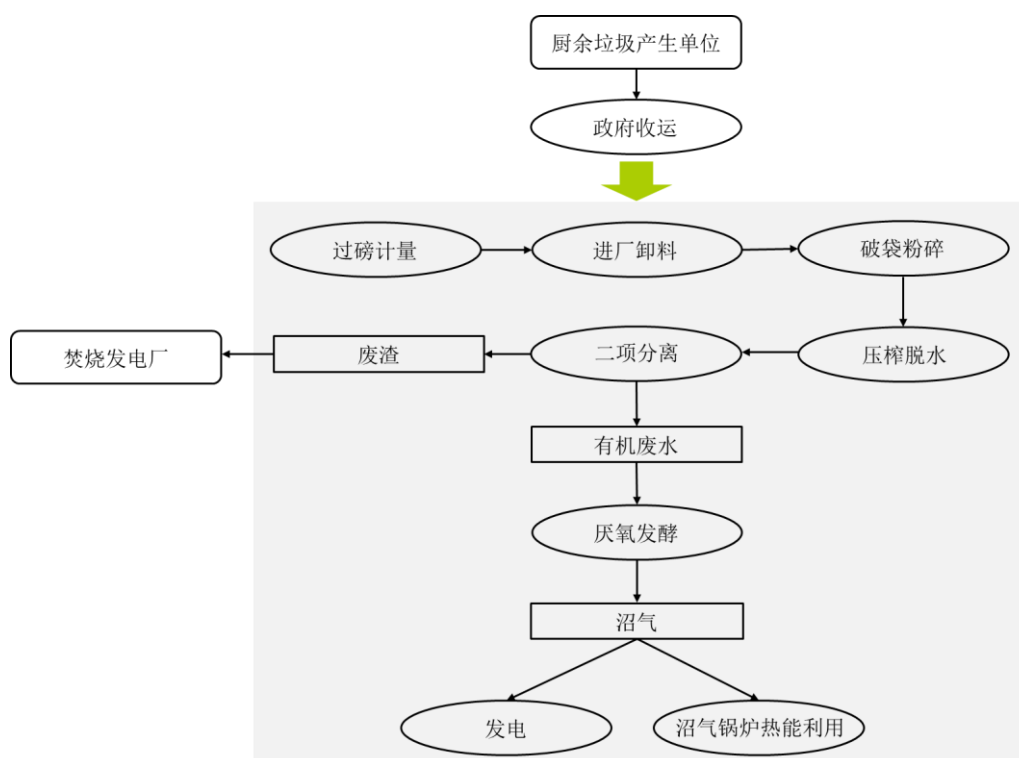 厨余垃圾产生单位
政府收运
过磅计量
进厂卸料
破袋粉碎
焚烧发电厂
废渣
二项分离
压榨脱水
有机废水
厌氧发酵
沼气
发电
沼气锅炉热能利用